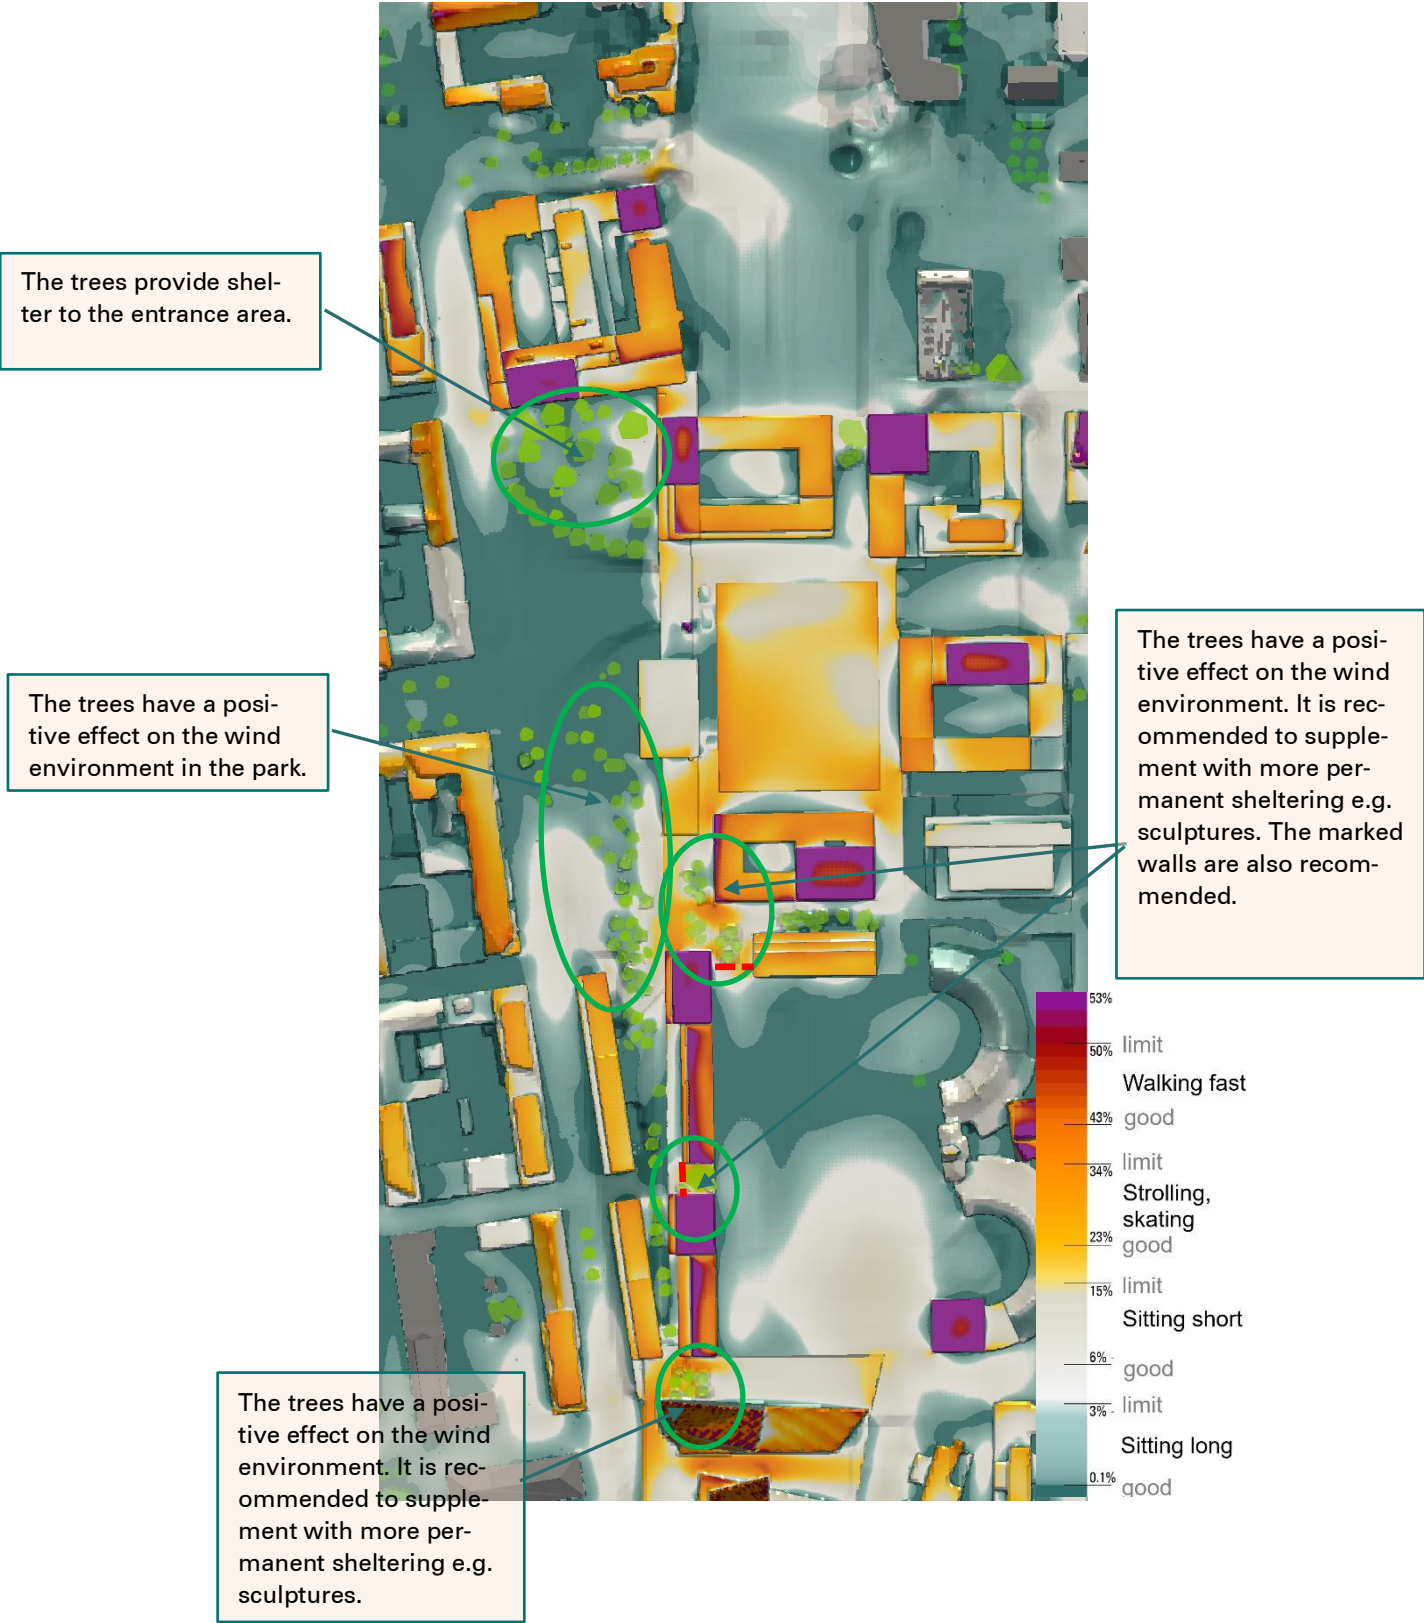 The trees provide shel-
ter to the entrance area.
The trees have a posi-
tive effect on the wind
environment in the park.
The trees have a posi-
tive effect on the wind
environment. It is rec-
ommended to supple-
ment with more per-
manent sheltering e.g.
sculptures. The marked
walls are also recom-
mended.
53%
limit
50%
Walking fast
43%
good
limit
34%
Strolling,
skating
23%
good
limit
15%
Sitting short
6%
good
limit
3%
Sitting long
0.1%
good
The trees have a posi-
tive effect on the wind
environment. It is rec-
ommended to supple-
ment with more per-
manent sheltering e.g.
sculptures.